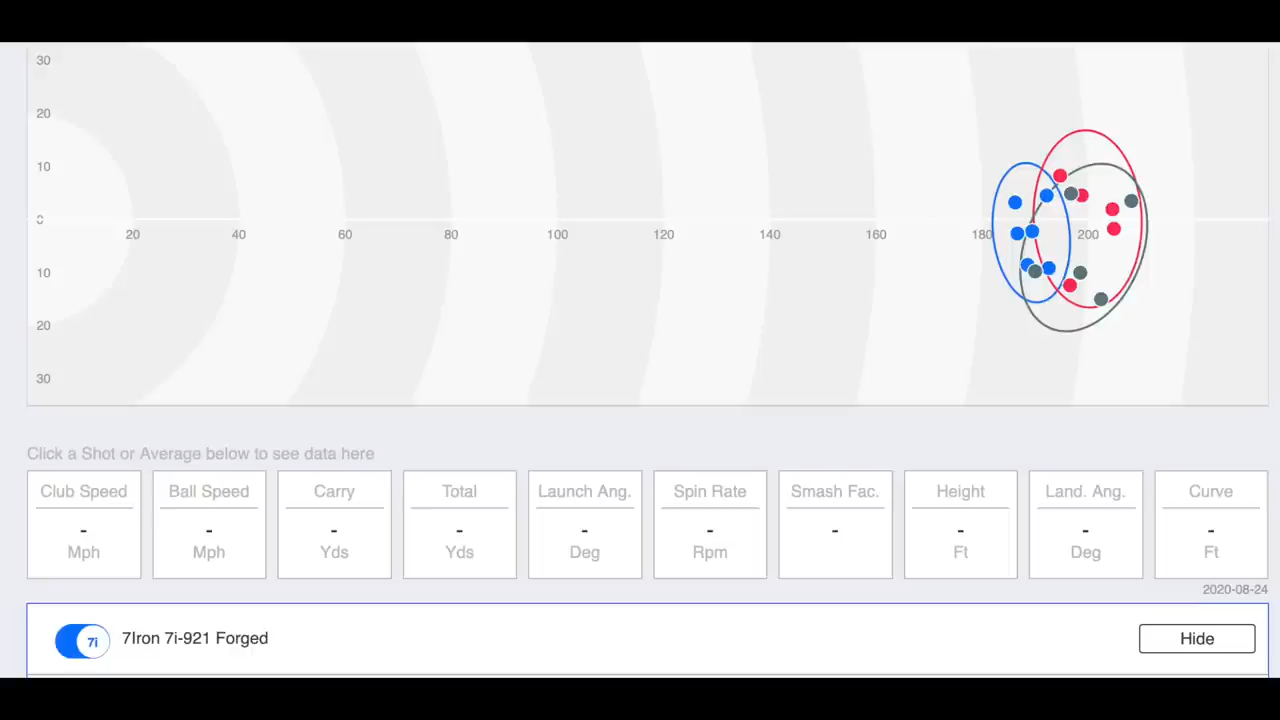 30
20
10
0
20 40 60 80 100 120 140 160 180 200
10
20
30
Click a Shot or Average below to see data here
Club Speed Ball Speed Carry Total Launch Ang. Spin Rate Smash Fac. Height Land. Ang. Curve
- - - - - - - - - -
Mph Mph Yds Yds Deg Rpm Ft Deg Ft
2020-08-24
7i 7Iron 7i-921 Forged Hide